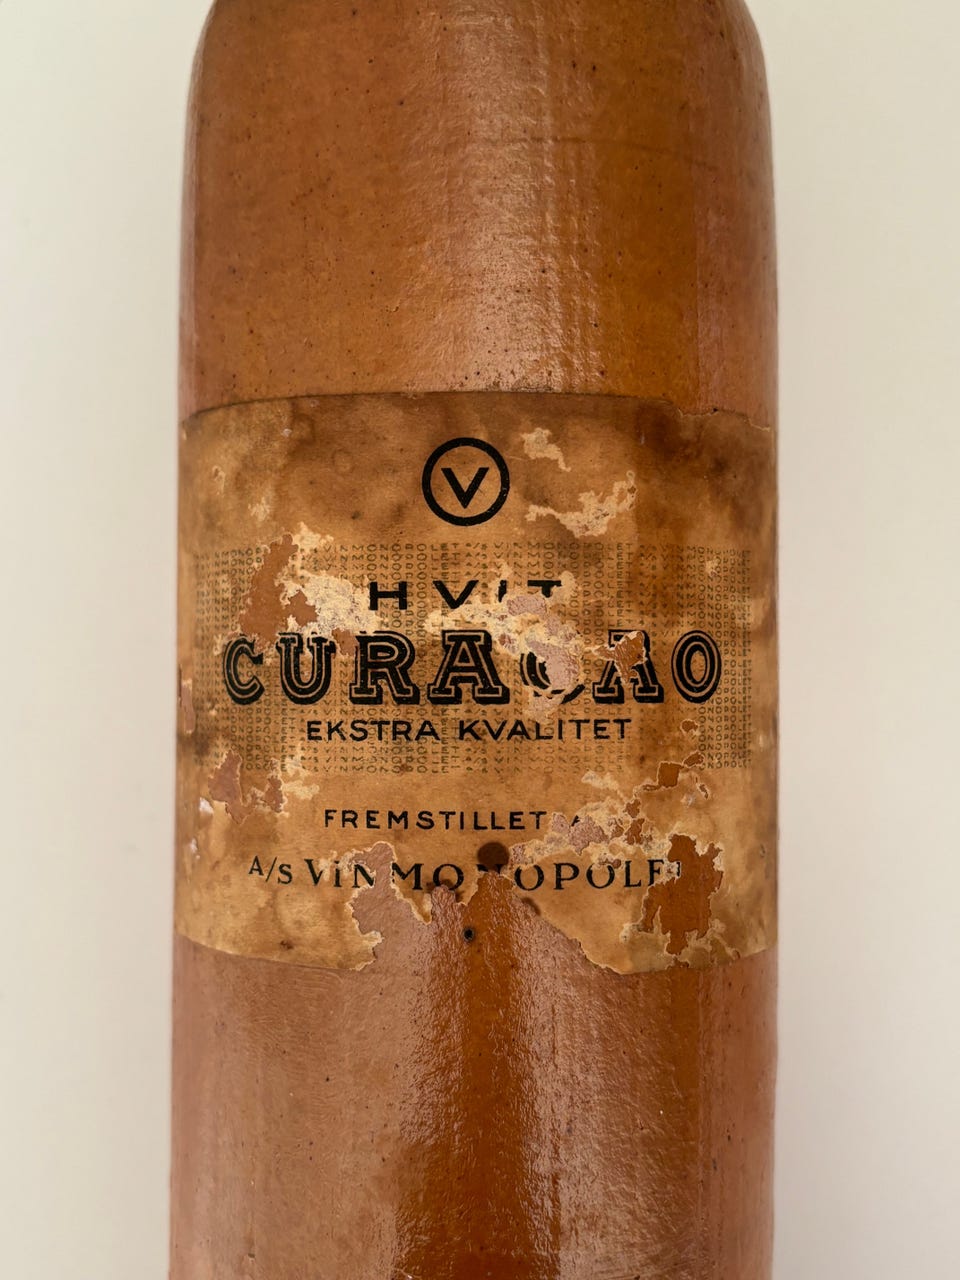 V
HVIT
CURACAO
EKSTRA KVALITET
FREMSTILLET
A/S VINMONOPOLET